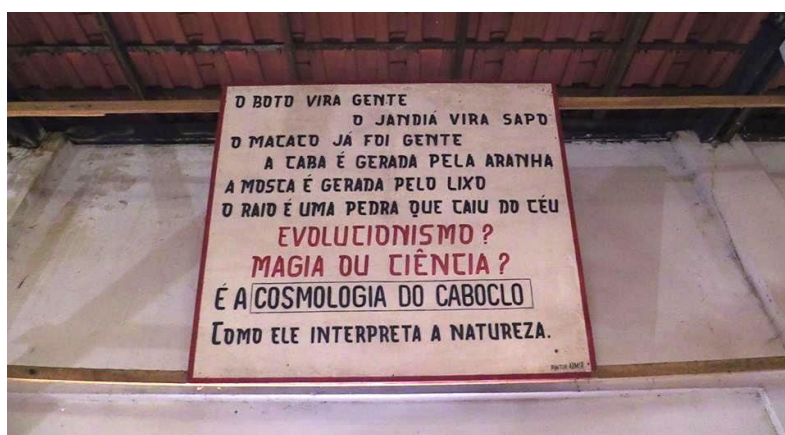 O BOTO VIRA GENTE
O JANDIÁ VIRA SAPO
O MACACO JÁ FOI GENTE
A CABA É GERADA PELA ARANHA
A MOSCA É GERADA PELO LIXO
O RAIO É UMA PEDRA QUE CAIU DO CÉU
EVOLUCIONISMO?
MAGIA OU CIÊNCIA?
É A COSMOLOGIA DO CABOCLO
COMO ELE INTERPRETA A NATUREZA.